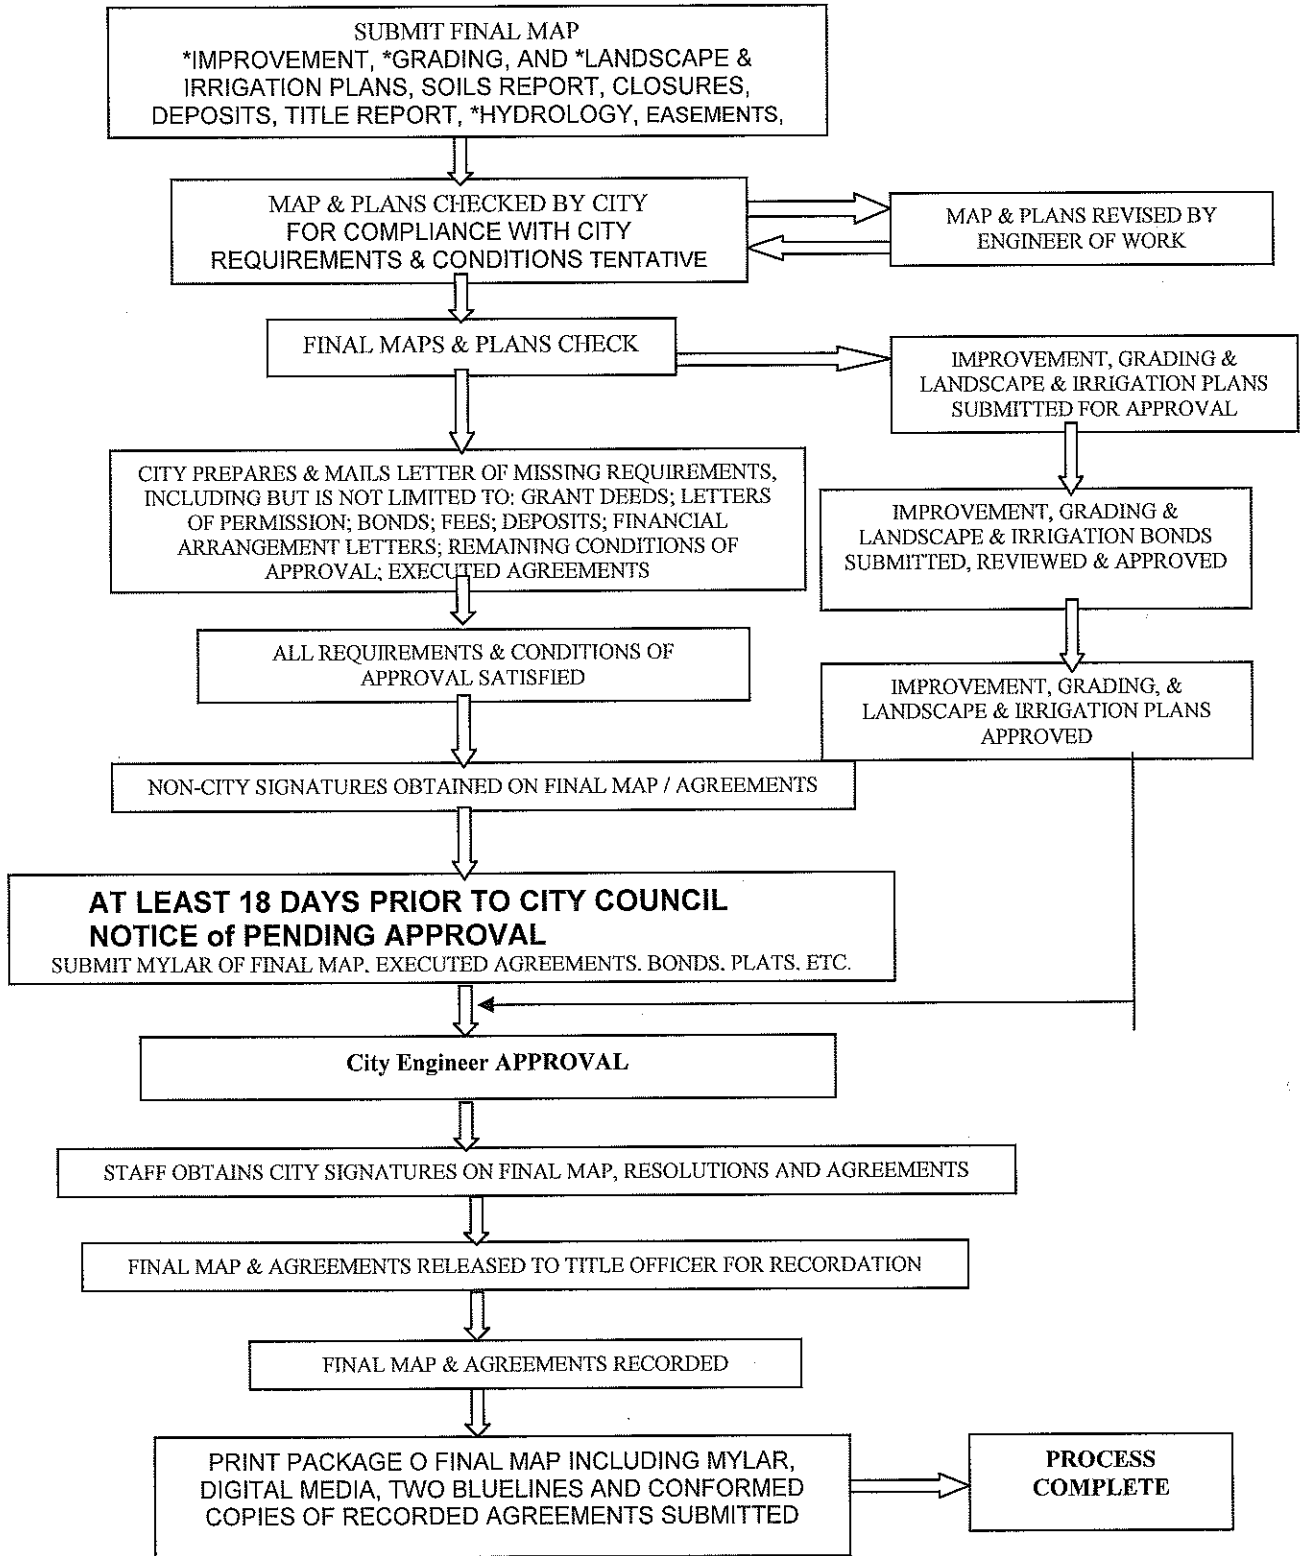 SUBMIT FINAL MAP
*IMPROVEMENT, *GRADING, AND *LANDSCAPE &
IRRIGATION PLANS, SOILS REPORT, CLOSURES,
DEPOSITS, TITLE REPORT, *HYDROLOGY, EASEMENTS,
MAP & PLANS CHECKED BY CITY
FOR COMPLIANCE WITH CITY
REQUIREMENTS & CONDITIONS TENTATIVE
MAP & PLANS REVISED BY
ENGINEER OF WORK
FINAL MAPS & PLANS CHECK
IMPROVEMENT, GRADING &
LANDSCAPE & IRRIGATION PLANS
SUBMITTED FOR APPROVAL
CITY PREPARES & MAILS LETTER OF MISSING REQUIREMENTS,
INCLUDING BUT IS NOT LIMITED TO: GRANT DEEDS; LETTERS
OF PERMISSION; BONDS; FEES; DEPOSITS; FINANCIAL
ARRANGEMENT LETTERS; REMAINING CONDITIONS OF
APPROVAL; EXECUTED AGREEMENTS
IMPROVEMENT, GRADING &
LANDSCAPE & IRRIGATION BONDS
SUBMITTED, REVIEWED & APPROVED
ALL REQUIREMENTS & CONDITIONS OF
APPROVAL SATISFIED
IMPROVEMENT, GRADING, &
LANDSCAPE & IRRIGATION PLANS
APPROVED
NON-CITY SIGNATURES OBTAINED ON FINAL MAP / AGREEMENTS
AT LEAST 18 DAYS PRIOR TO CITY COUNCIL
NOTICE of PENDING APPROVAL
SUBMIT MYLAR OF FINAL MAP, EXECUTED AGREEMENTS, BONDS, PLATS, ETC.
City Engineer APPROVAL
STAFF OBTAINS CITY SIGNATURES ON FINAL MAP, RESOLUTIONS AND AGREEMENTS
FINAL MAP & AGREEMENTS RELEASED TO TITLE OFFICER FOR RECORDATION
FINAL MAP & AGREEMENTS RECORDED
PRINT PACKAGE O FINAL MAP INCLUDING MYLAR,
DIGITAL MEDIA, TWO BLUELINES AND CONFORMED
COPIES OF RECORDED AGREEMENTS SUBMITTED
PROCESS
COMPLETE